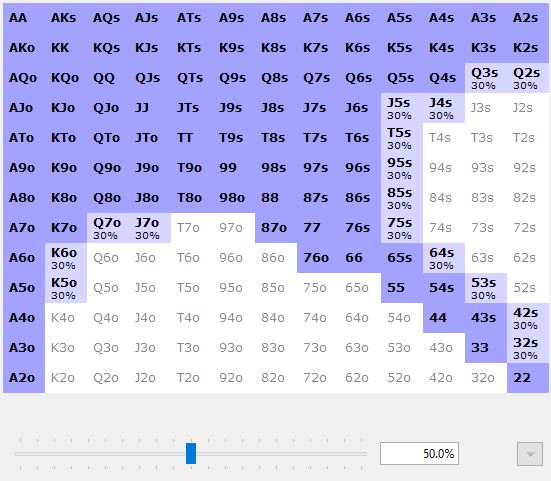 AA AKs AQs AJs ATs A9s A8s A7s A6s A5s A4s A3s A2s
AKo KK KQs KJs KTs K9s K8s K7s K6s K5s K4s K3s K2s
AQo KQo QQ QJs QTs Q9s Q8s Q7s Q6s Q5s Q4s Q3s Q2s
30% 30%
AJo KJo QJo JJ JTs J9s J8s J7s J6s J5s J4s J3s J2s
30% 30%
ATo KTo QTo JTo TT T9s T8s T7s T6s T5s T4s T3s T2s
30%
A9o K9o Q9o J9o T9o 99 98s 97s 96s 95s 94s 93s 92s
30%
A8o K8o Q8o J8o T8o 98o 88 87s 86s 85s 84s 83s 82s
30%
A7o K7o Q7o J7o T7o 97o 87o 77 76s 75s 74s 73s 72s
30% 30% 30%
A6o K6o Q6o J6o T6o 96o 86o 76o 66 65s 64s 63s 62s
30% 30%
A5o K5o Q5o J5o T5o 95o 85o 75o 65o 55 54s 53s 52s
30% 30%
A4o K4o Q4o J4o T4o 94o 84o 74o 64o 54o 44 43s 42s
30%
A3o K3o Q3o J3o T3o 93o 83o 73o 63o 53o 43o 33 32s
30%
A2o K2o Q2o J2o T2o 92o 82o 72o 62o 52o 42o 32o 22
50.0%